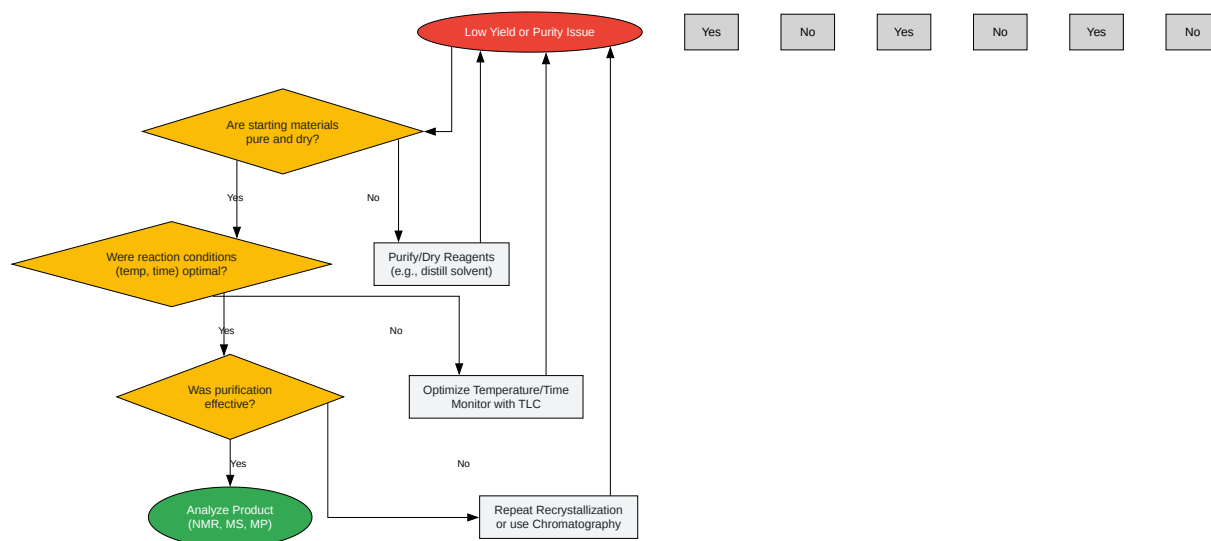 Low Yield or Purity Issue
Yes
No
Yes
No
Yes
No
Are starting materials
pure and dry?
Yes
No
Purify/Dry Reagents
(e.g., distill solvent)
Were reaction conditions
(temp, time) optimal?
Yes
No
Optimize Temperature/Time
Monitor with TLC
Was purification
effective?
Yes
No
Analyze Product
(NMR, MS, MP)
Repeat Recrystallization
or use Chromatography